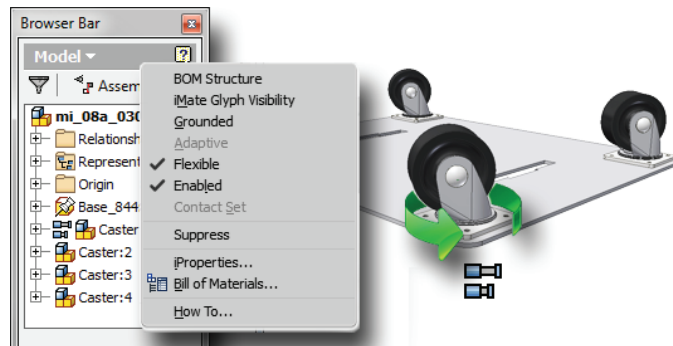 Browser Bar
Model
Assem
mi_08a_030
Relationsh
Represent
Origin
Base_844
Caster
Caster:2
Caster:3
Caster:4
BOM Structure
iMate Glyph Visibility
Grounded
Adaptive
Flexible
Enabled
Contact Set
Suppress
iProperties...
Bill of Materials...
How To...